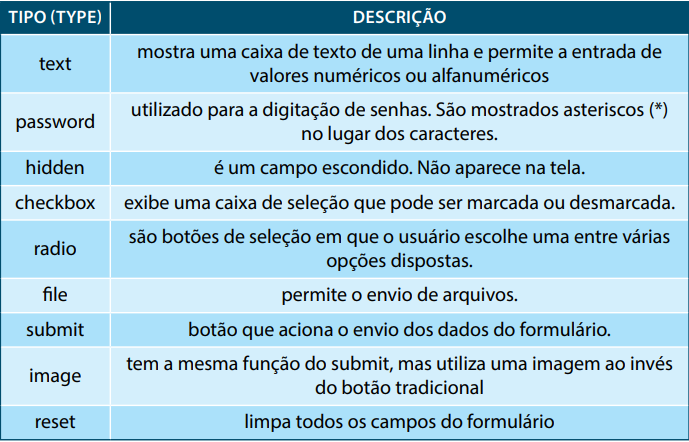 TIPO (TYPE) DESCRIÇÃO
text mostra uma caixa de texto de uma linha e permite a entrada de
valores numéricos ou alfanuméricos
password utilizado para a digitação de senhas. São mostrados asteriscos (*)
no lugar dos caracteres.
hidden é um campo escondido. Não aparece na tela.
checkbox exibe uma caixa de seleção que pode ser marcada ou desmarcada.
radio são botões de seleção em que o usuário escolhe uma entre várias
opções dispostas.
file permite o envio de arquivos.
submit botão que aciona o envio dos dados do formulário.
image tem a mesma função do submit, mas utiliza uma imagem ao invés
do botão tradicional
reset limpa todos os campos do formulário